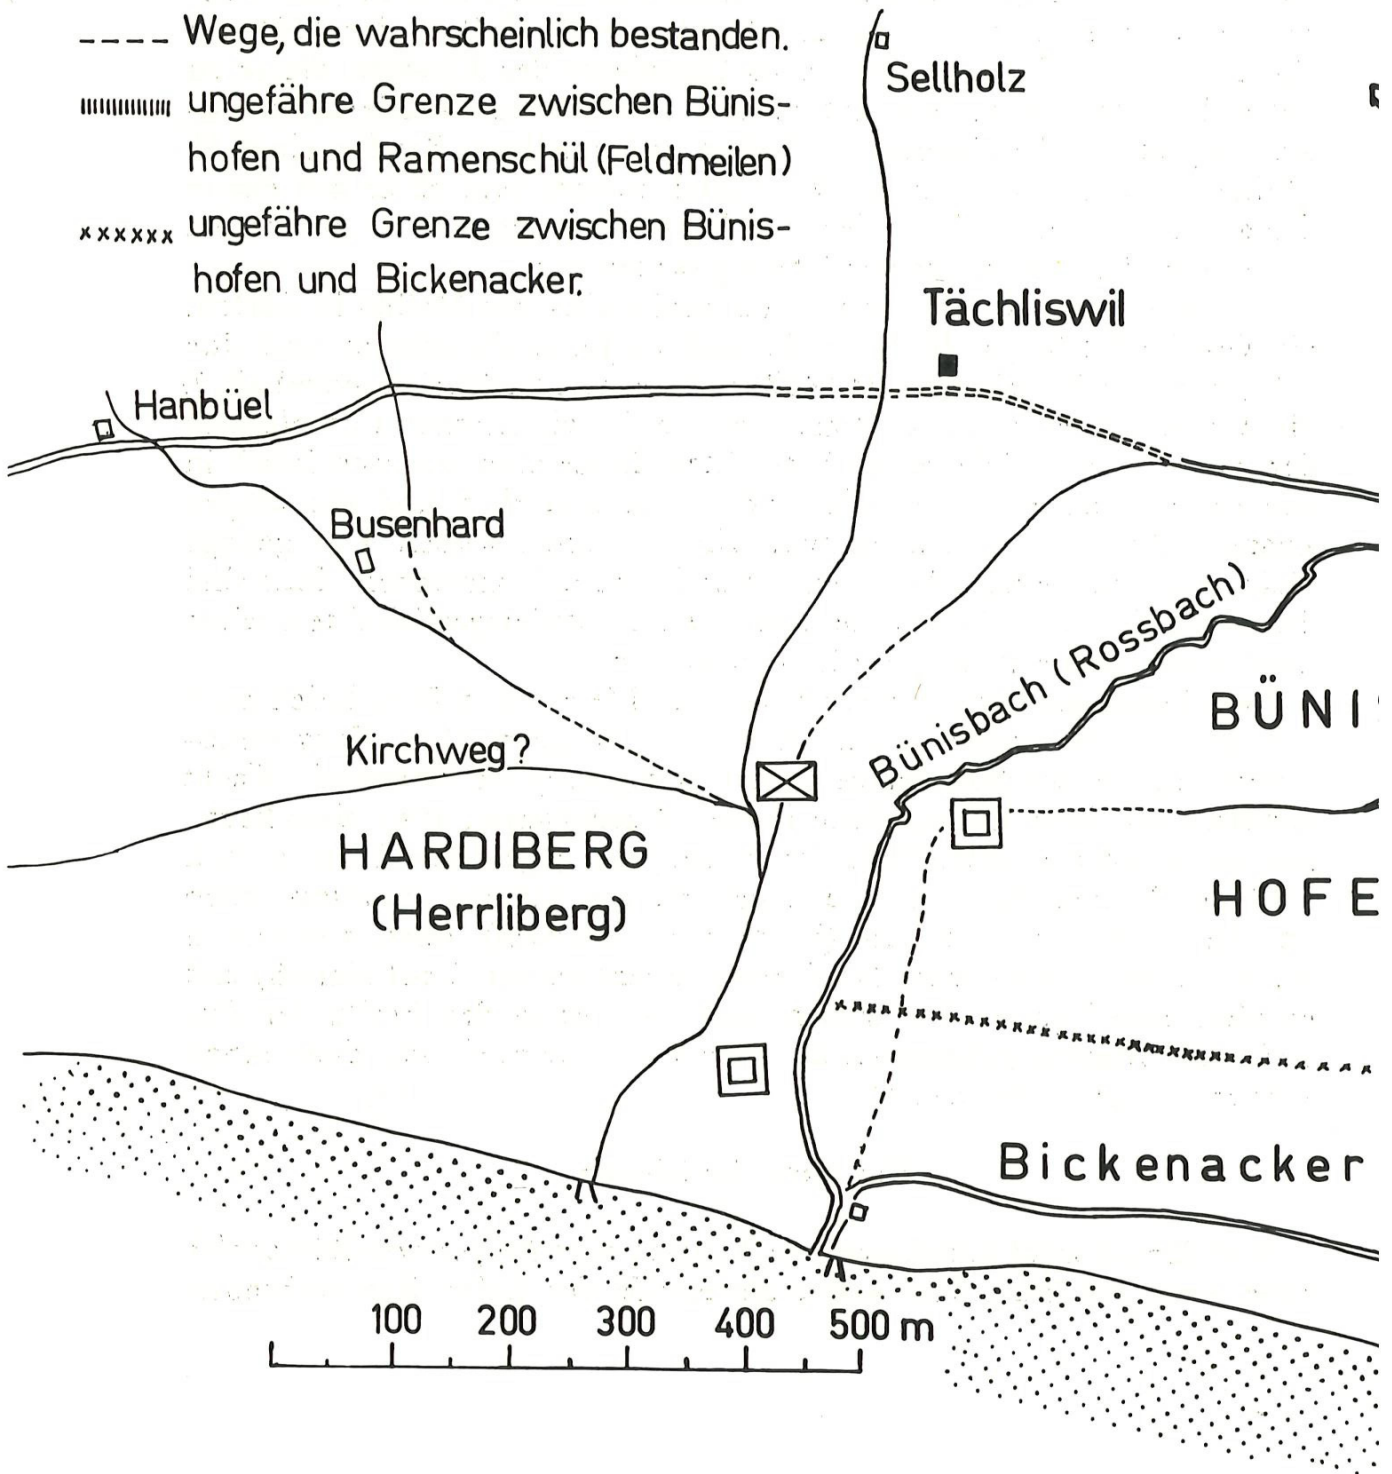 Wege, die wahrscheinlich bestanden.
ungefähre Grenze zwischen Bünis-
hofen und Ramenschül (Feldmeilen)
ungefähre Grenze zwischen Bünis-
hofen und Bickenacker.
Sellholz
Tächliswil
Hanbüel
Busenhard
Bünisbach (Rossbach)
BÜNI
Kirchweg?
HARDIBERG
(Herrliberg)
HOFE
Bickenacker
100 200 300 400 500 m